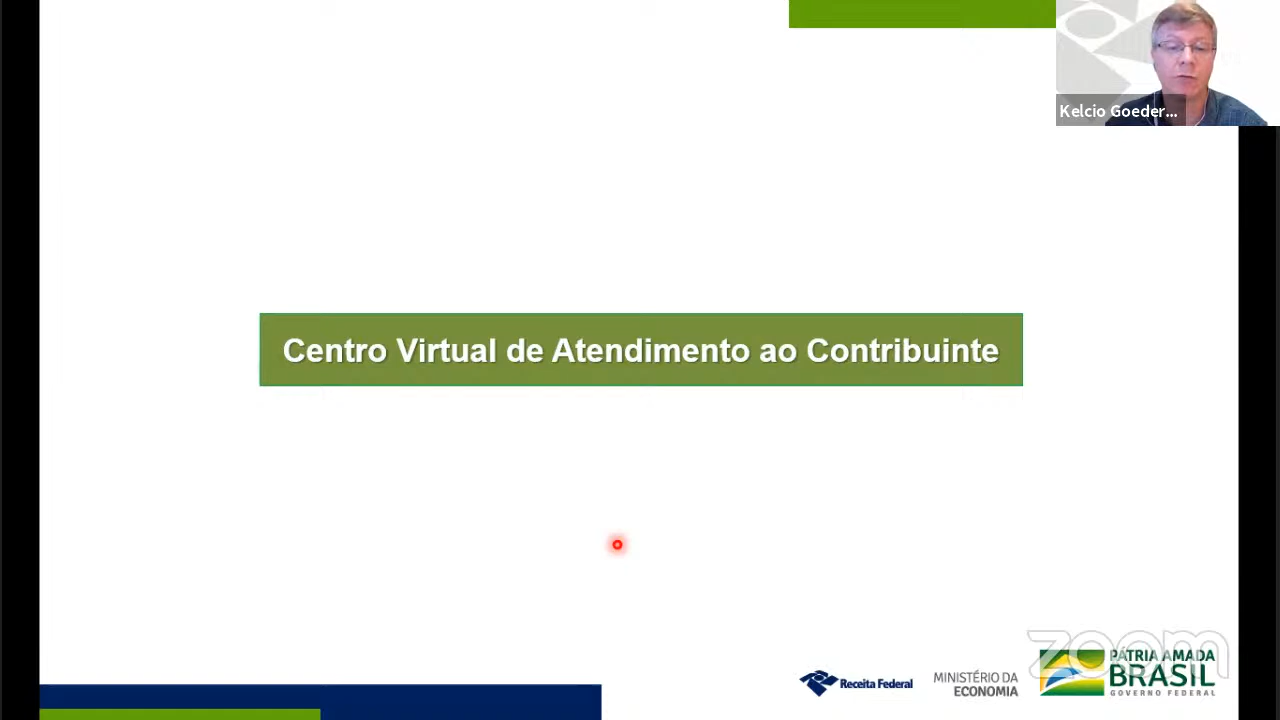 Kelcio Goeder...
Centro Virtual de Atendimento ao Contribuinte
zoom
Receita Federal
MINISTÉRIO DA
ECONOMIA
PÁTRIA AMADA
BRASIL
GOVERNO FEDERAL